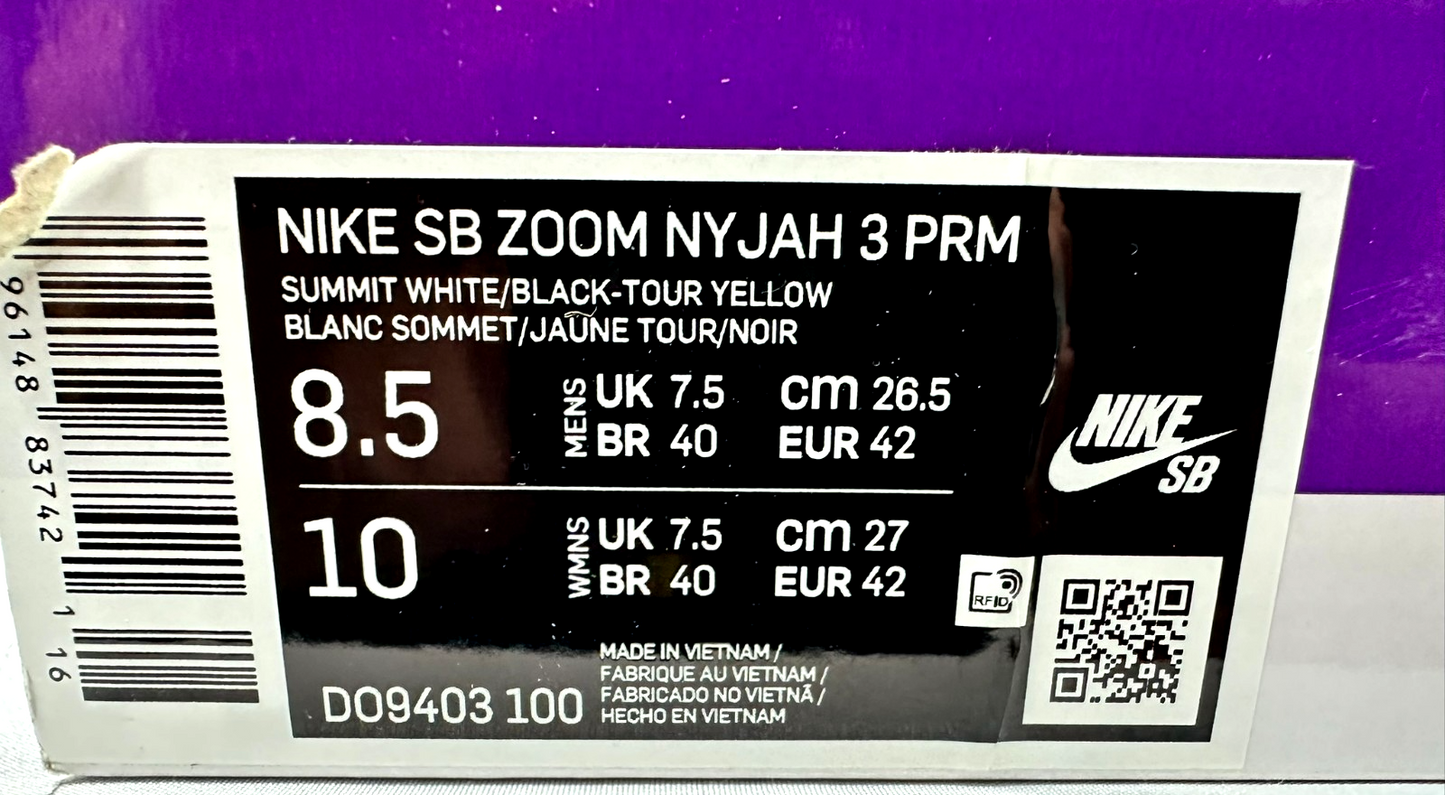 NIKE SB ZOOM NYJAH 3 PRM
SUMMIT WHITE/BLACK-TOUR YELLOW
BLANC SOMMET/JAUNE TOUR/NOIR
8.5
MENS
UK 7.5 cm 26.5
BR 40 EUR 42
10
WMNS
UK 7.5 cm 27
BR 40 EUR 42
NIKE
SB
RFID
MADE IN VIETNAM /
FABRIQUE AU VIETNAM /
FABRICADO NO VIETNÃ /
HECHO EN VIETNAM
DO9403 100
96148 83742 1 16